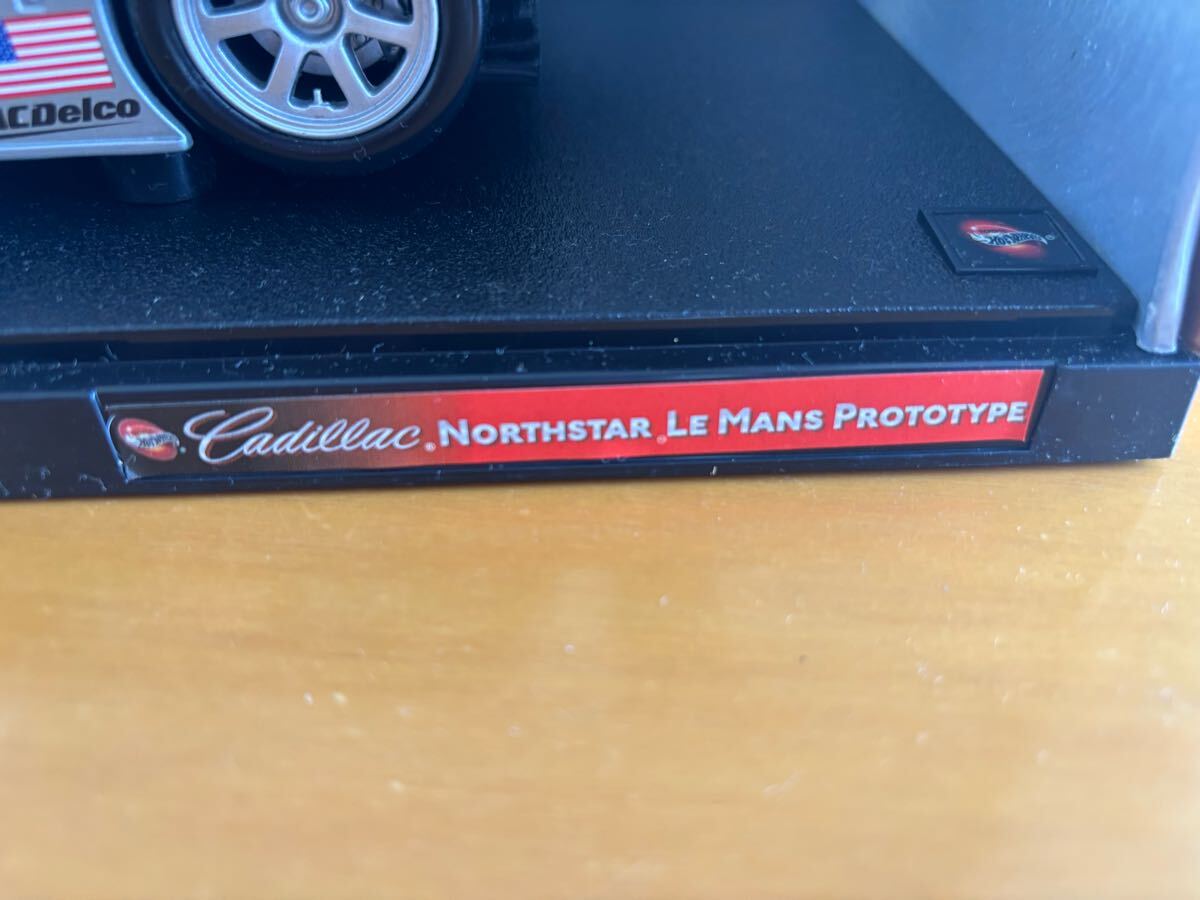 ACDelco
Hot Wheels
Hot Wheels Cadillac® NORTHSTAR LE MANS PROTOTYPE